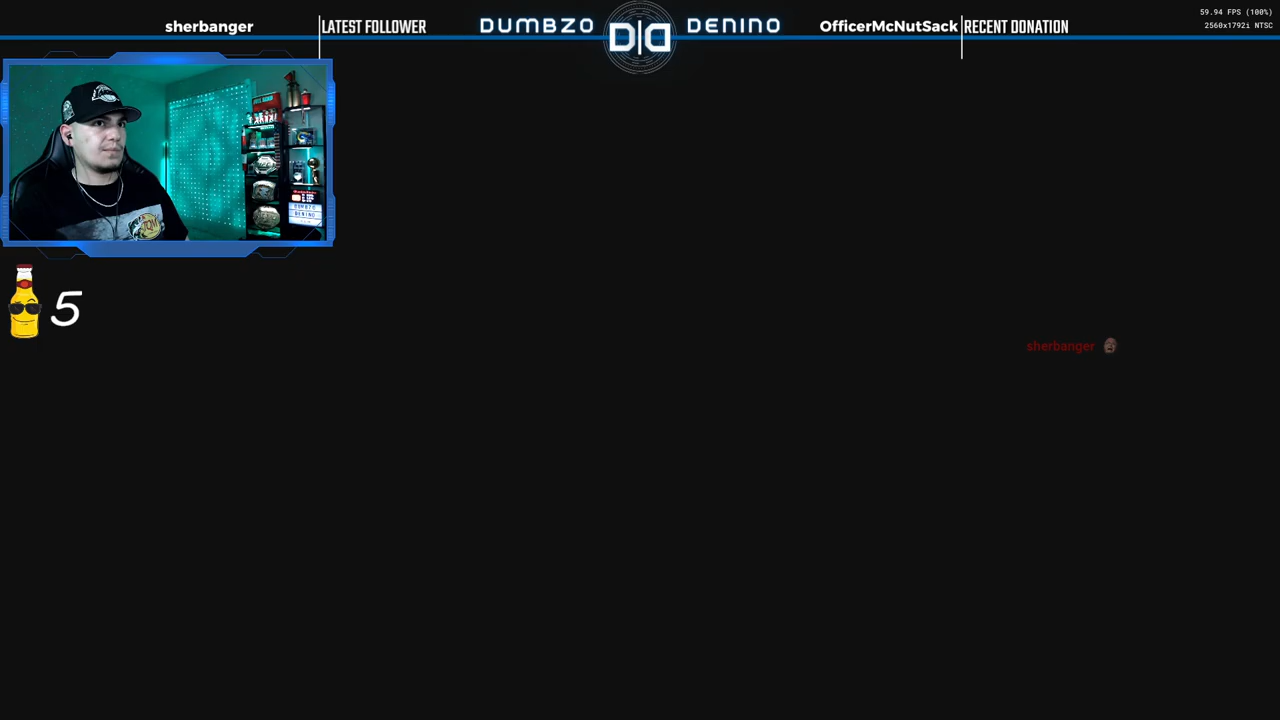 sherbanger
LATEST FOLLOWER
DUMBZO
D|D
DENINO
OfficerMcNutSack
RECENT DONATION
59.94 FPS (100%)
2560x1792i NTSC
5
sherbanger